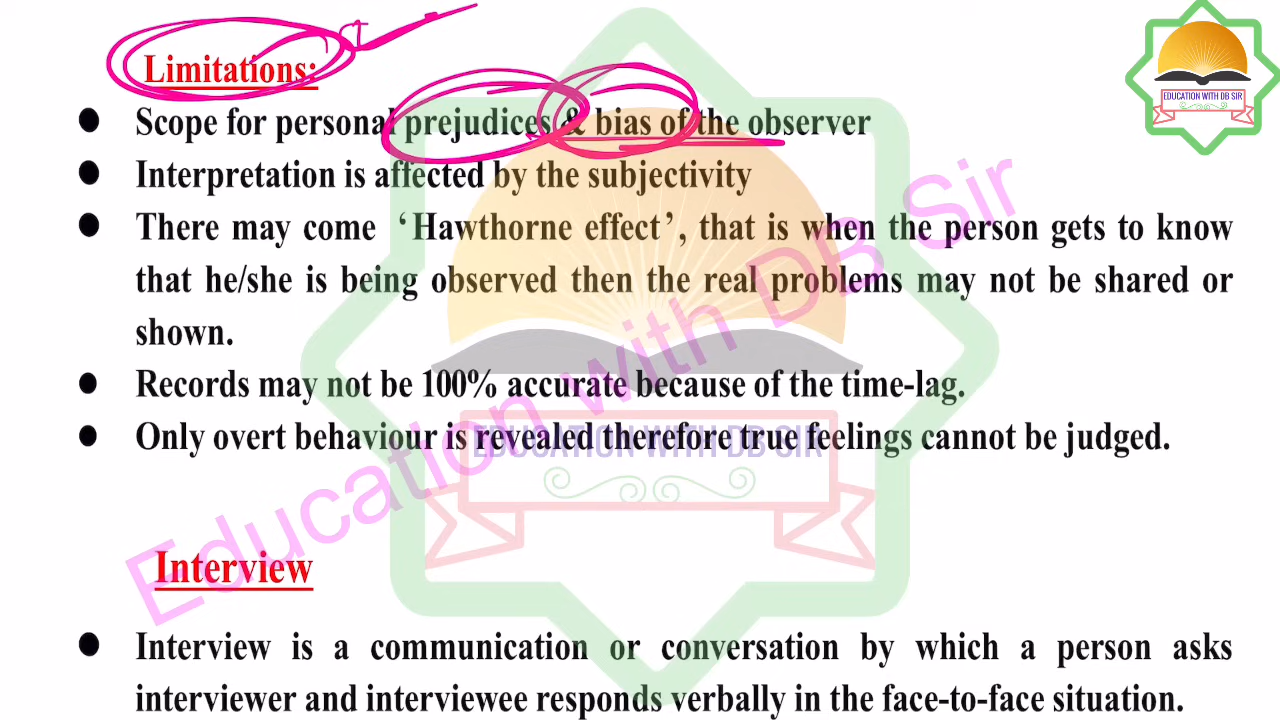 Limitations:
EDUCATION WITH DB SIR
● Scope for personal prejudices & bias of the observer
● Interpretation is affected by the subjectivity
● There may come ‘Hawthorne effect’, that is when the person gets to know
that he/she is being observed then the real problems may not be shared or
shown.
● Records may not be 100% accurate because of the time-lag.
● Only overt behaviour is revealed therefore true feelings cannot be judged.
EDUCATION WITH DB SIR
Education with DB Sir
Interview
● Interview is a communication or conversation by which a person asks
interviewer and interviewee responds verbally in the face-to-face situation.